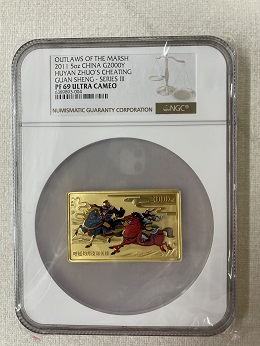 OUTLAWS OF THE MARSH
2011 5oz CHINA G2000Y
HUYAN ZHUO'S CHEATING
GUAN SHENG - SERIES III
PF 69 ULTRA CAMEO
NUMISMATIC GUARANTY CORPORATION
NGC